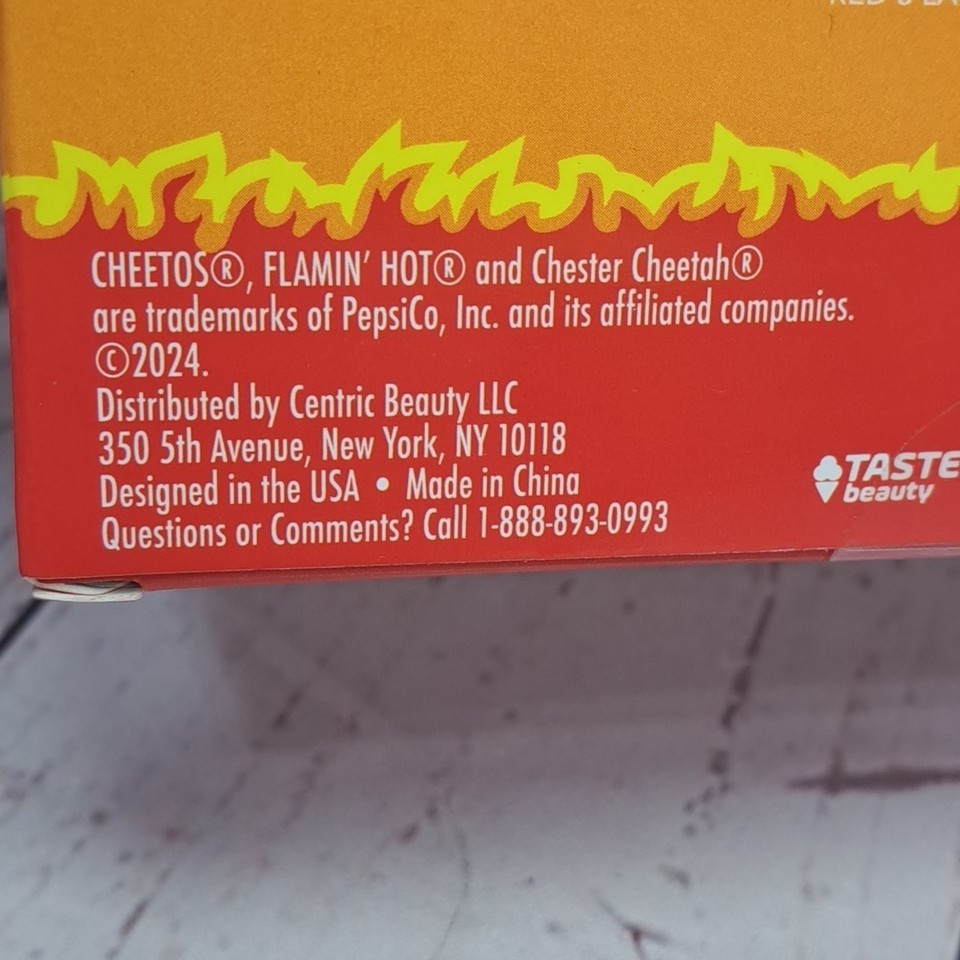 CHEETOS®, FLAMIN' HOT® and Chester Cheetah®
are trademarks of PepsiCo, Inc. and its affiliated companies.
©2024.
Distributed by Centric Beauty LLC
350 5th Avenue, New York, NY 10118
Designed in the USA • Made in China
Questions or Comments? Call 1-888-893-0993
TASTE
beauty